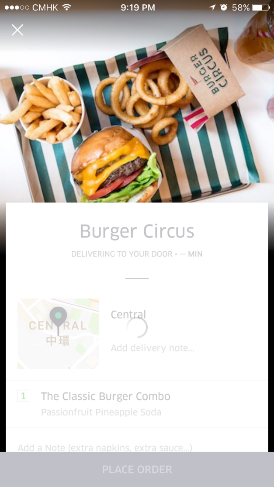 CMHK 9:19 PM 58%
BURGER
CIRCUS
Burger Circus
DELIVERING TO YOUR DOOR - -- MIN
Central
CENTRAL
中環
Add delivery note...
1 The Classic Burger Combo
Passionfruit Pineapple Soda
Add a Note (extra napkins, extra sauce...)
PLACE ORDER